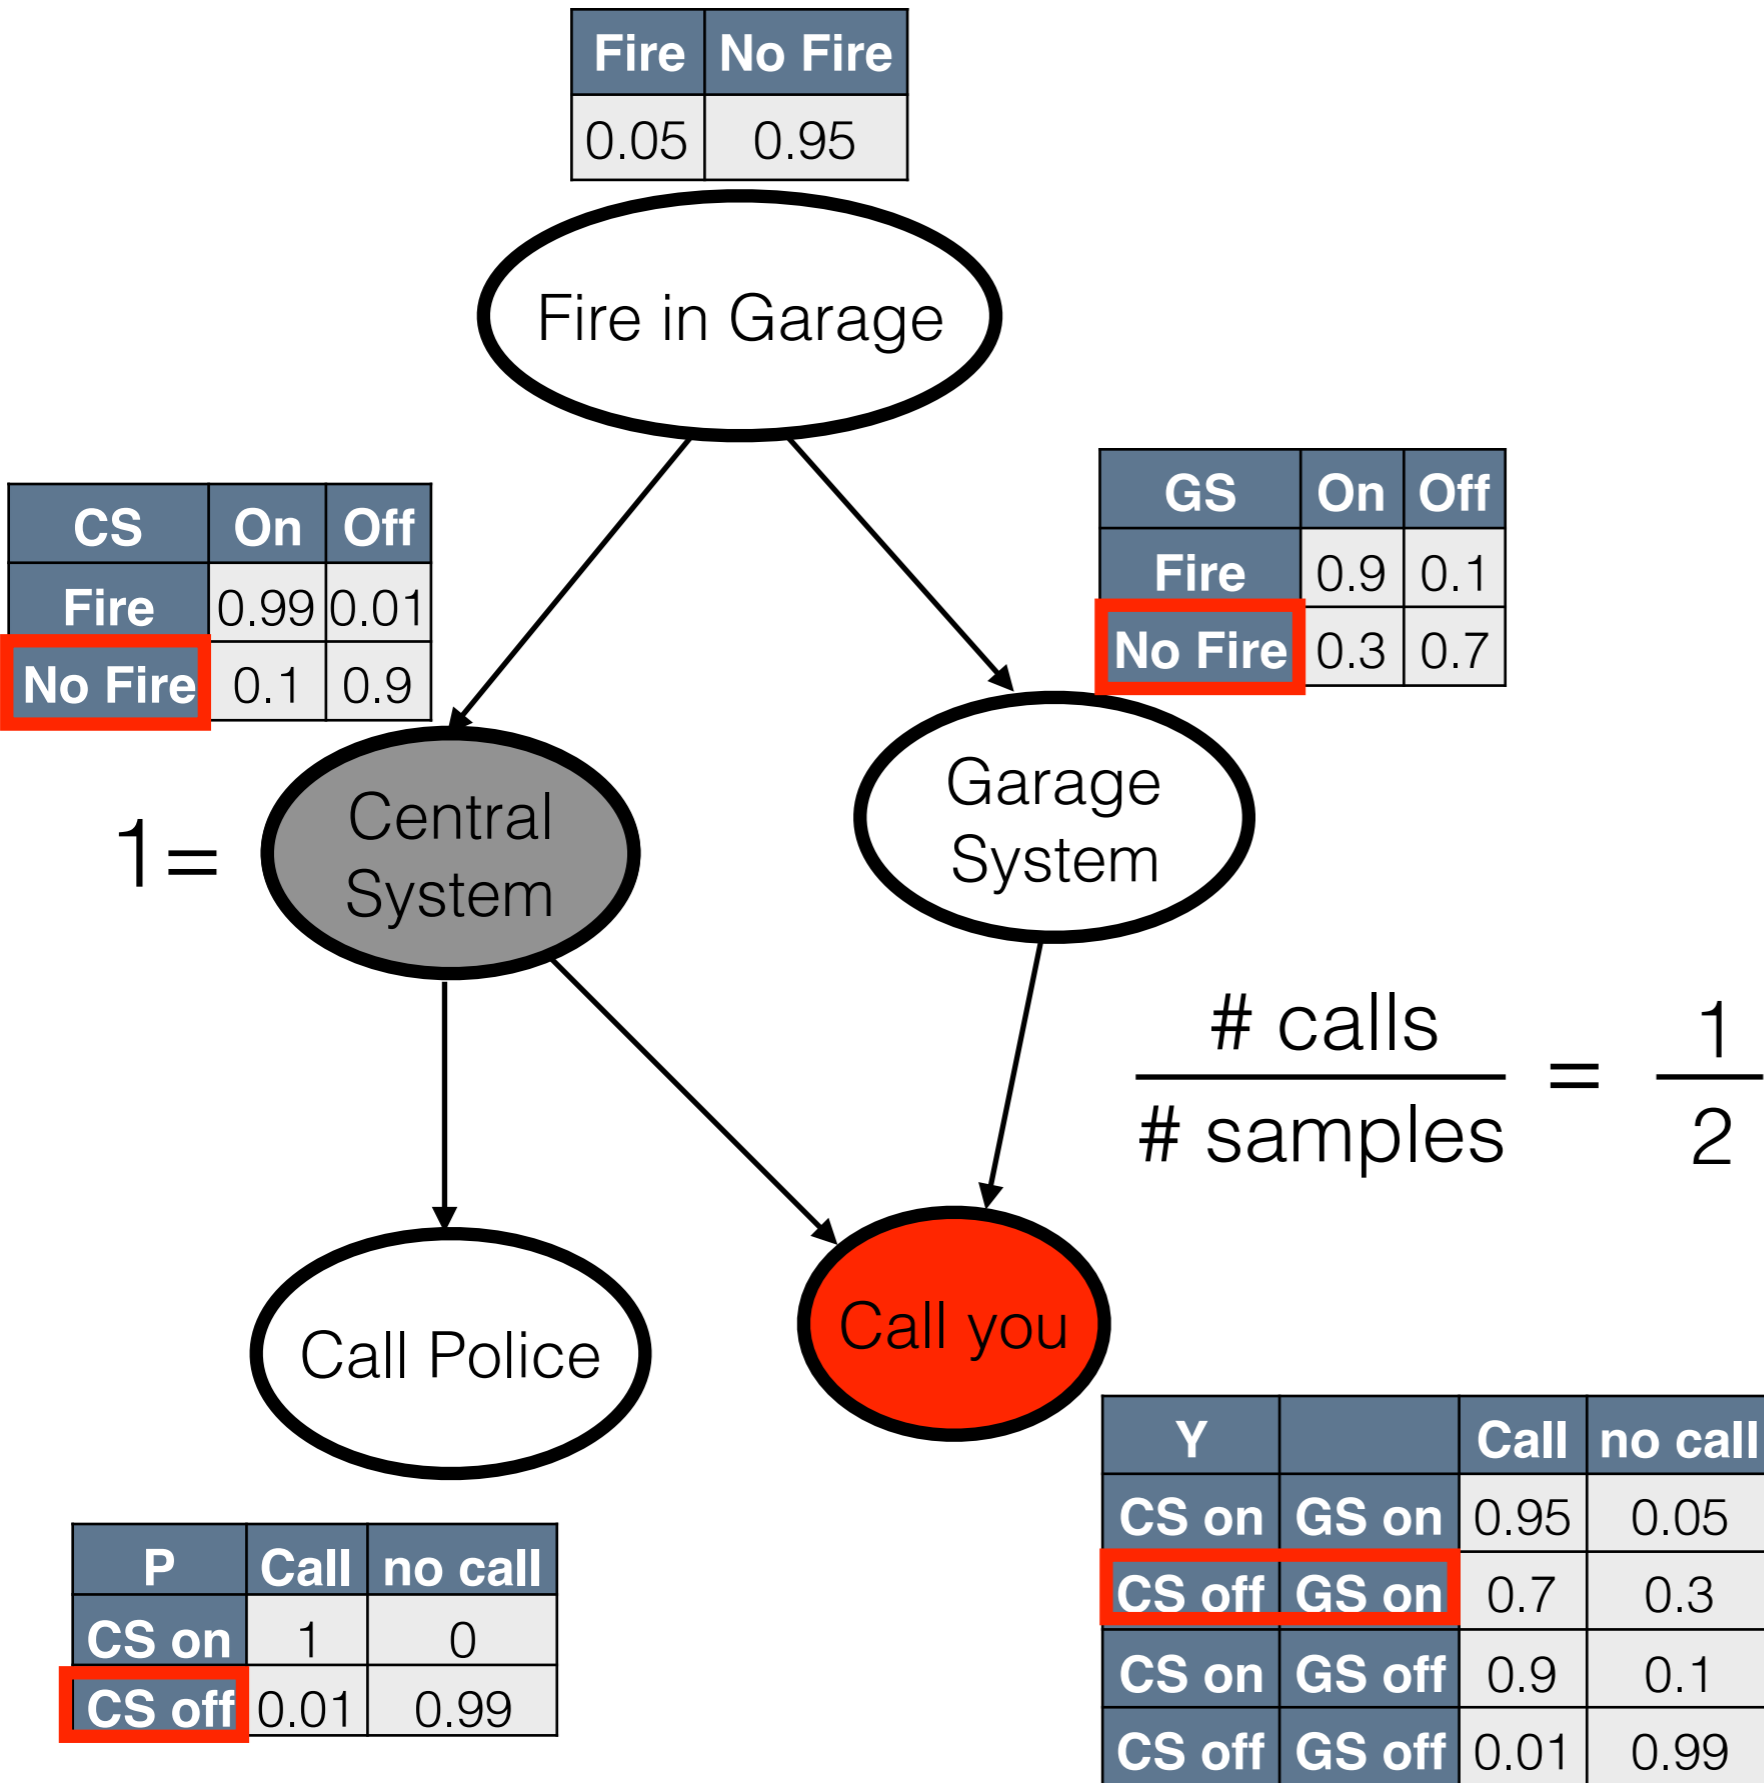 Fire No Fire
0.05 0.95
Fire in Garage
CS On Off
Fire 0.99 0.01
No Fire 0.1 0.9
GS On Off
Fire 0.9 0.1
No Fire 0.3 0.7
1=
Central
System
Garage
System
# calls
# samples
=
1
2
Call Police
Call you
P Call no call
CS on 1 0
CS off 0.01 0.99
Y Call no call
CS on GS on 0.95 0.05
CS off GS on 0.7 0.3
CS on GS off 0.9 0.1
CS off GS off 0.01 0.99